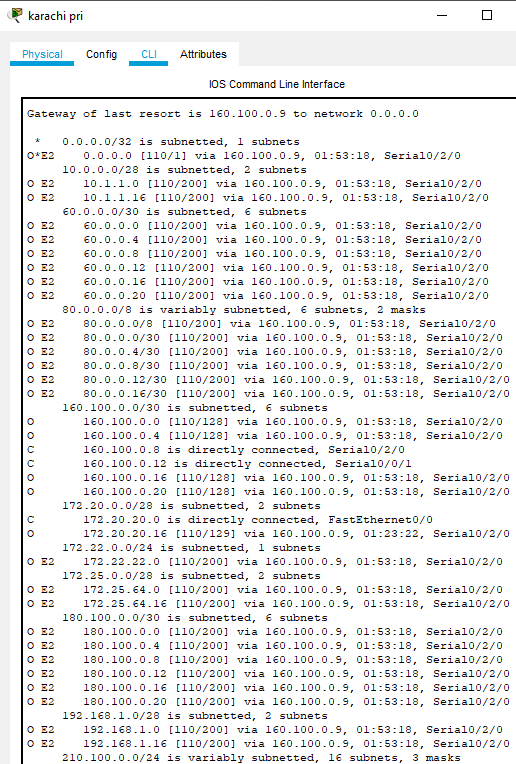 karachi pri
Physical Config CLI Attributes
IOS Command Line Interface
Gateway of last resort is 160.100.0.9 to network 0.0.0.0
* 0.0.0.0/32 is subnetted, 1 subnets
O*E2 0.0.0.0 [110/1] via 160.100.0.9, 01:53:18, Serial0/2/0
10.0.0.0/28 is subnetted, 2 subnets
O E2 10.1.1.0 [110/200] via 160.100.0.9, 01:53:18, Serial0/2/0
O E2 10.1.1.16 [110/200] via 160.100.0.9, 01:53:18, Serial0/2/0
60.0.0.0/30 is subnetted, 6 subnets
O E2 60.0.0.0 [110/200] via 160.100.0.9, 01:53:18, Serial0/2/0
O E2 60.0.0.4 [110/200] via 160.100.0.9, 01:53:18, Serial0/2/0
O E2 60.0.0.8 [110/200] via 160.100.0.9, 01:53:18, Serial0/2/0
O E2 60.0.0.12 [110/200] via 160.100.0.9, 01:53:18, Serial0/2/0
O E2 60.0.0.16 [110/200] via 160.100.0.9, 01:53:18, Serial0/2/0
O E2 60.0.0.20 [110/200] via 160.100.0.9, 01:53:18, Serial0/2/0
80.0.0.0/8 is variably subnetted, 6 subnets, 2 masks
O E2 80.0.0.0/8 [110/200] via 160.100.0.9, 01:53:18, Serial0/2/0
O E2 80.0.0.0/30 [110/200] via 160.100.0.9, 01:53:18, Serial0/2/0
O E2 80.0.0.4/30 [110/200] via 160.100.0.9, 01:53:18, Serial0/2/0
O E2 80.0.0.8/30 [110/200] via 160.100.0.9, 01:53:18, Serial0/2/0
O E2 80.0.0.12/30 [110/200] via 160.100.0.9, 01:53:18, Serial0/2/0
O E2 80.0.0.16/30 [110/200] via 160.100.0.9, 01:53:18, Serial0/2/0
160.100.0.0/30 is subnetted, 6 subnets
O 160.100.0.0 [110/128] via 160.100.0.9, 01:53:18, Serial0/2/0
O 160.100.0.4 [110/128] via 160.100.0.9, 01:53:18, Serial0/2/0
C 160.100.0.8 is directly connected, Serial0/2/0
C 160.100.0.12 is directly connected, Serial0/0/1
O 160.100.0.16 [110/128] via 160.100.0.9, 01:53:18, Serial0/2/0
O 160.100.0.20 [110/128] via 160.100.0.9, 01:53:18, Serial0/2/0
172.20.0.0/28 is subnetted, 2 subnets
C 172.20.20.0 is directly connected, FastEthernet0/0
O 172.20.20.16 [110/129] via 160.100.0.9, 01:23:22, Serial0/2/0
172.22.0.0/24 is subnetted, 1 subnets
O E2 172.22.22.0 [110/200] via 160.100.0.9, 01:53:18, Serial0/2/0
172.25.0.0/28 is subnetted, 2 subnets
O E2 172.25.64.0 [110/200] via 160.100.0.9, 01:53:18, Serial0/2/0
O E2 172.25.64.16 [110/200] via 160.100.0.9, 01:53:18, Serial0/2/0
180.100.0.0/30 is subnetted, 6 subnets
O E2 180.100.0.0 [110/200] via 160.100.0.9, 01:53:18, Serial0/2/0
O E2 180.100.0.4 [110/200] via 160.100.0.9, 01:53:18, Serial0/2/0
O E2 180.100.0.8 [110/200] via 160.100.0.9, 01:53:18, Serial0/2/0
O E2 180.100.0.12 [110/200] via 160.100.0.9, 01:53:18, Serial0/2/0
O E2 180.100.0.16 [110/200] via 160.100.0.9, 01:53:18, Serial0/2/0
O E2 180.100.0.20 [110/200] via 160.100.0.9, 01:53:18, Serial0/2/0
192.168.1.0/28 is subnetted, 2 subnets
O E2 192.168.1.0 [110/200] via 160.100.0.9, 01:53:18, Serial0/2/0
O E2 192.168.1.16 [110/200] via 160.100.0.9, 01:53:18, Serial0/2/0
210.100.0.0/24 is variably subnetted, 16 subnets, 3 masks